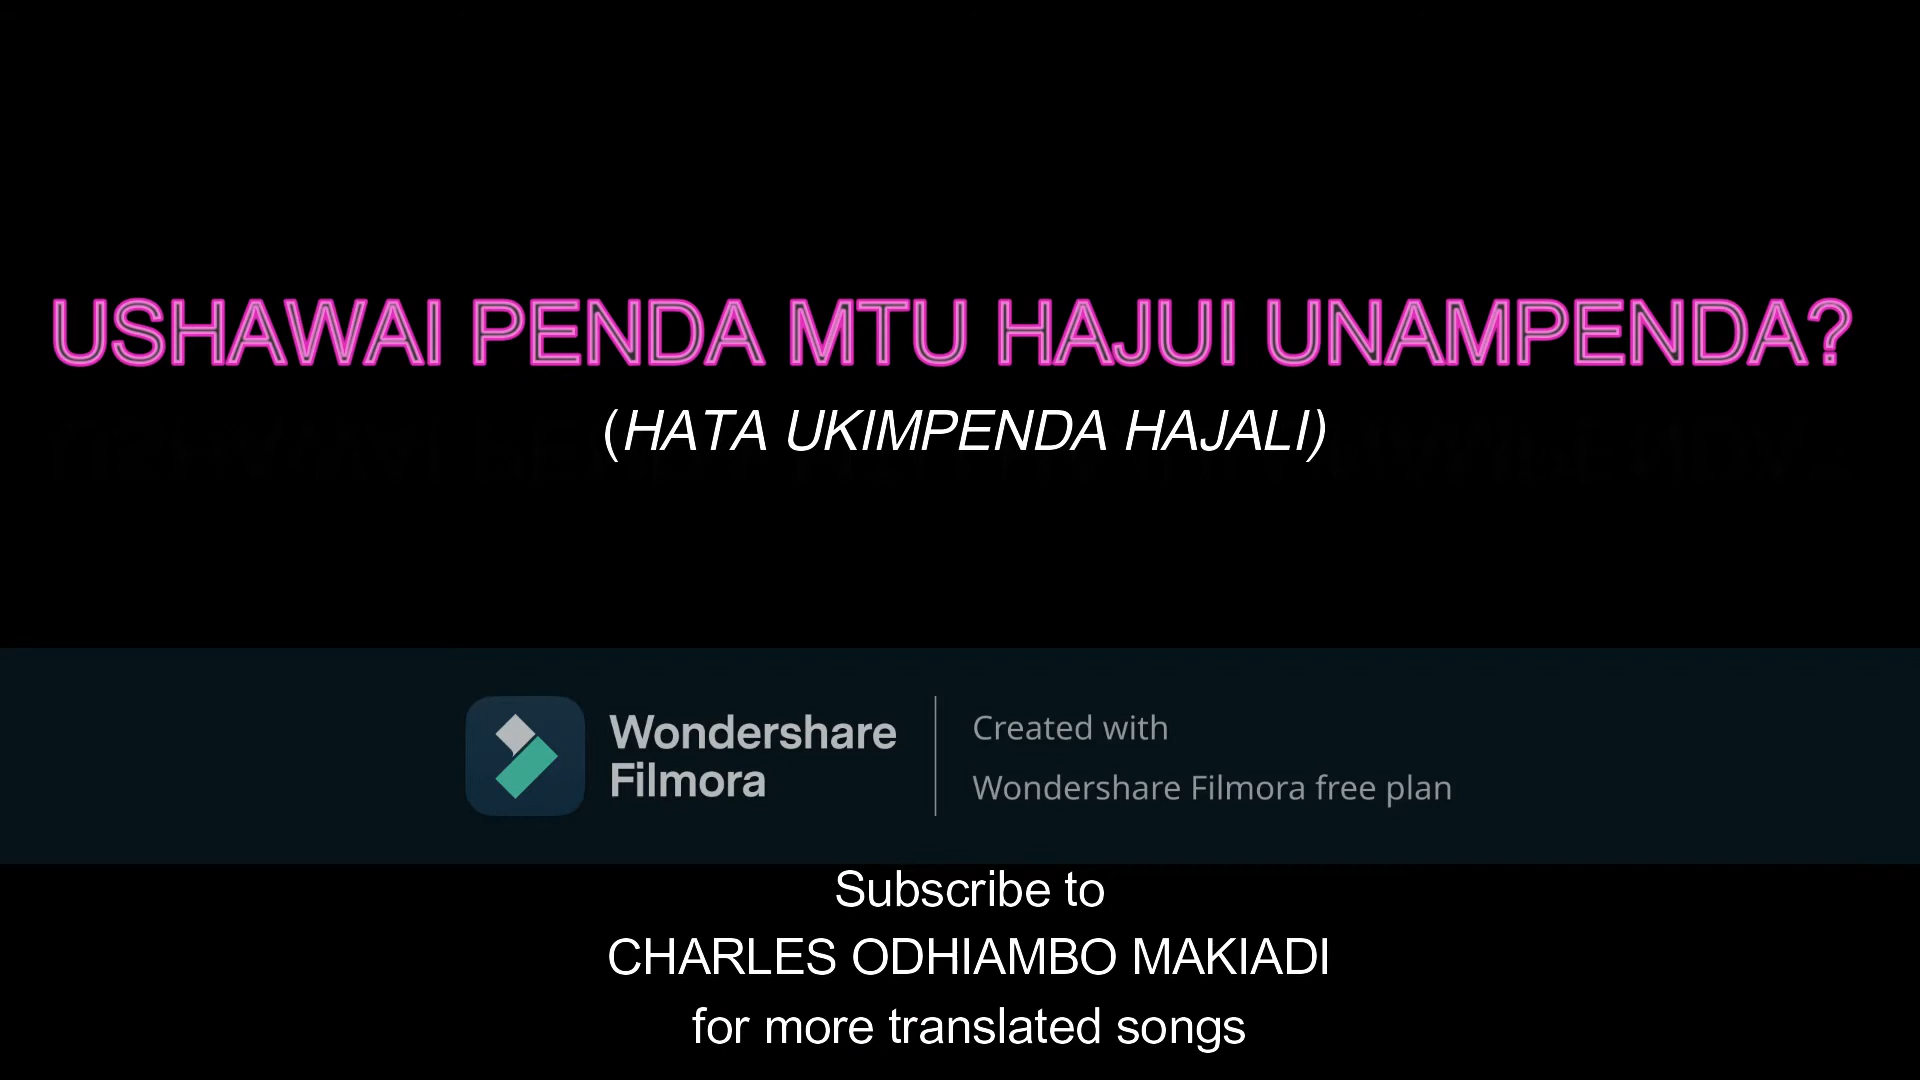 USHAWAI PENDA MTU HAJUI UNAMPENDA?
(HATA UKIMPENDA HAJALI)
Wondershare
Filmora
Created with
Wondershare Filmora free plan
Subscribe to
CHARLES ODHIAMBO MAKIADI
for more translated songs